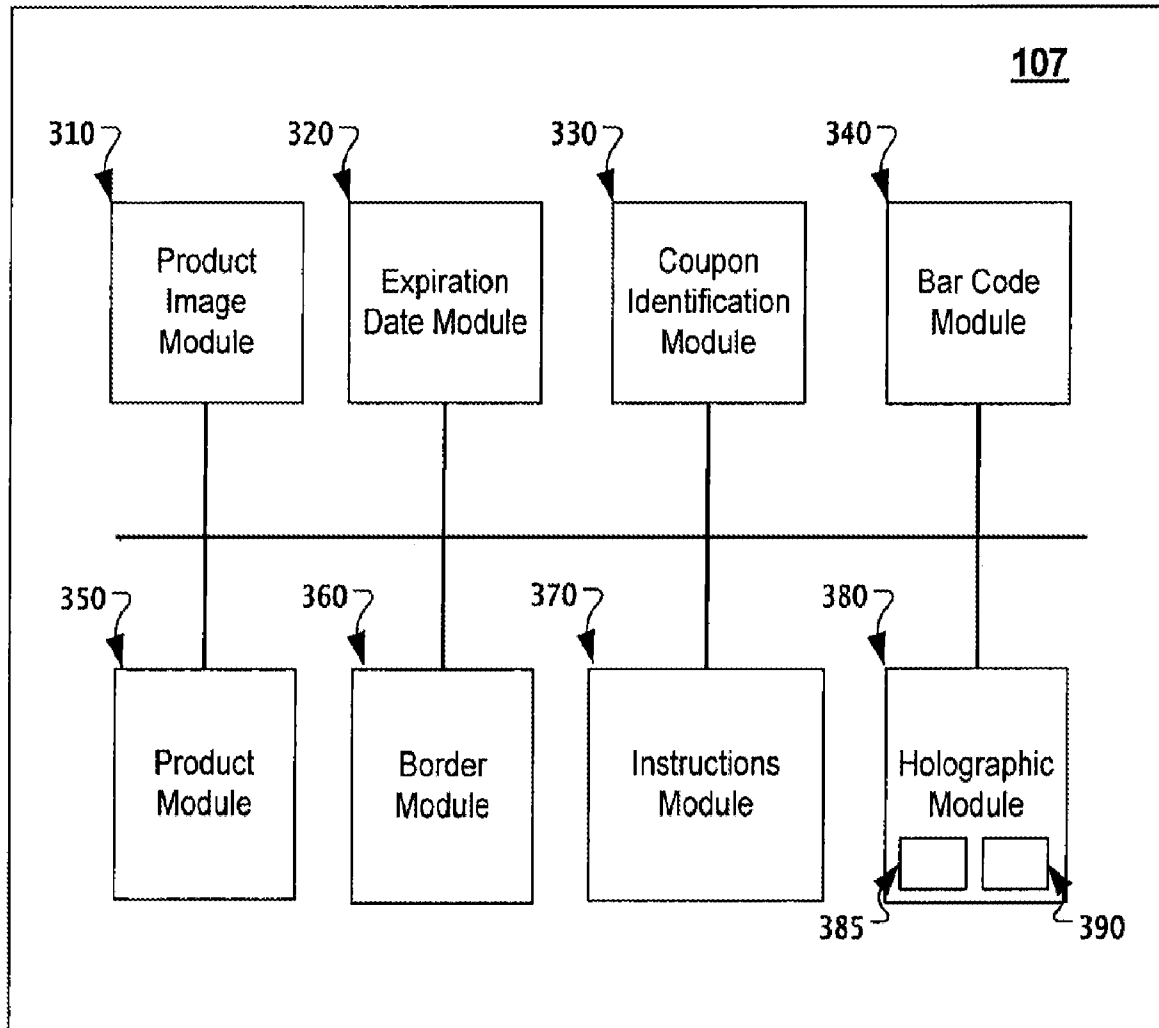 107
310 320 330 340
Product
Image
Module
Expiration
Date Module
Coupon
Identification
Module
Bar Code
Module
350 360 370 380
Product
Module
Border
Module
Instructions
Module
Holographic
Module
385 390